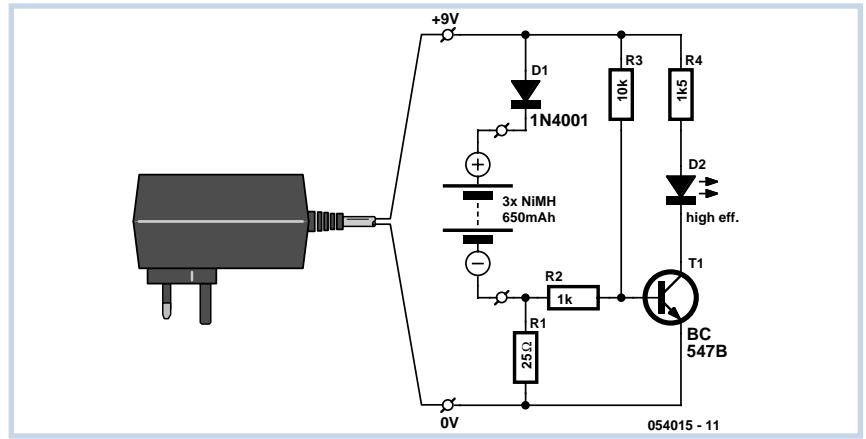 +9V
D1
1N4001
R3
10k
R4
1k5
D2
high eff.
+
3x NiMH
650mAh
−
R2
1k
T1
R1
25Ω
BC
547B
0V
054015 - 11